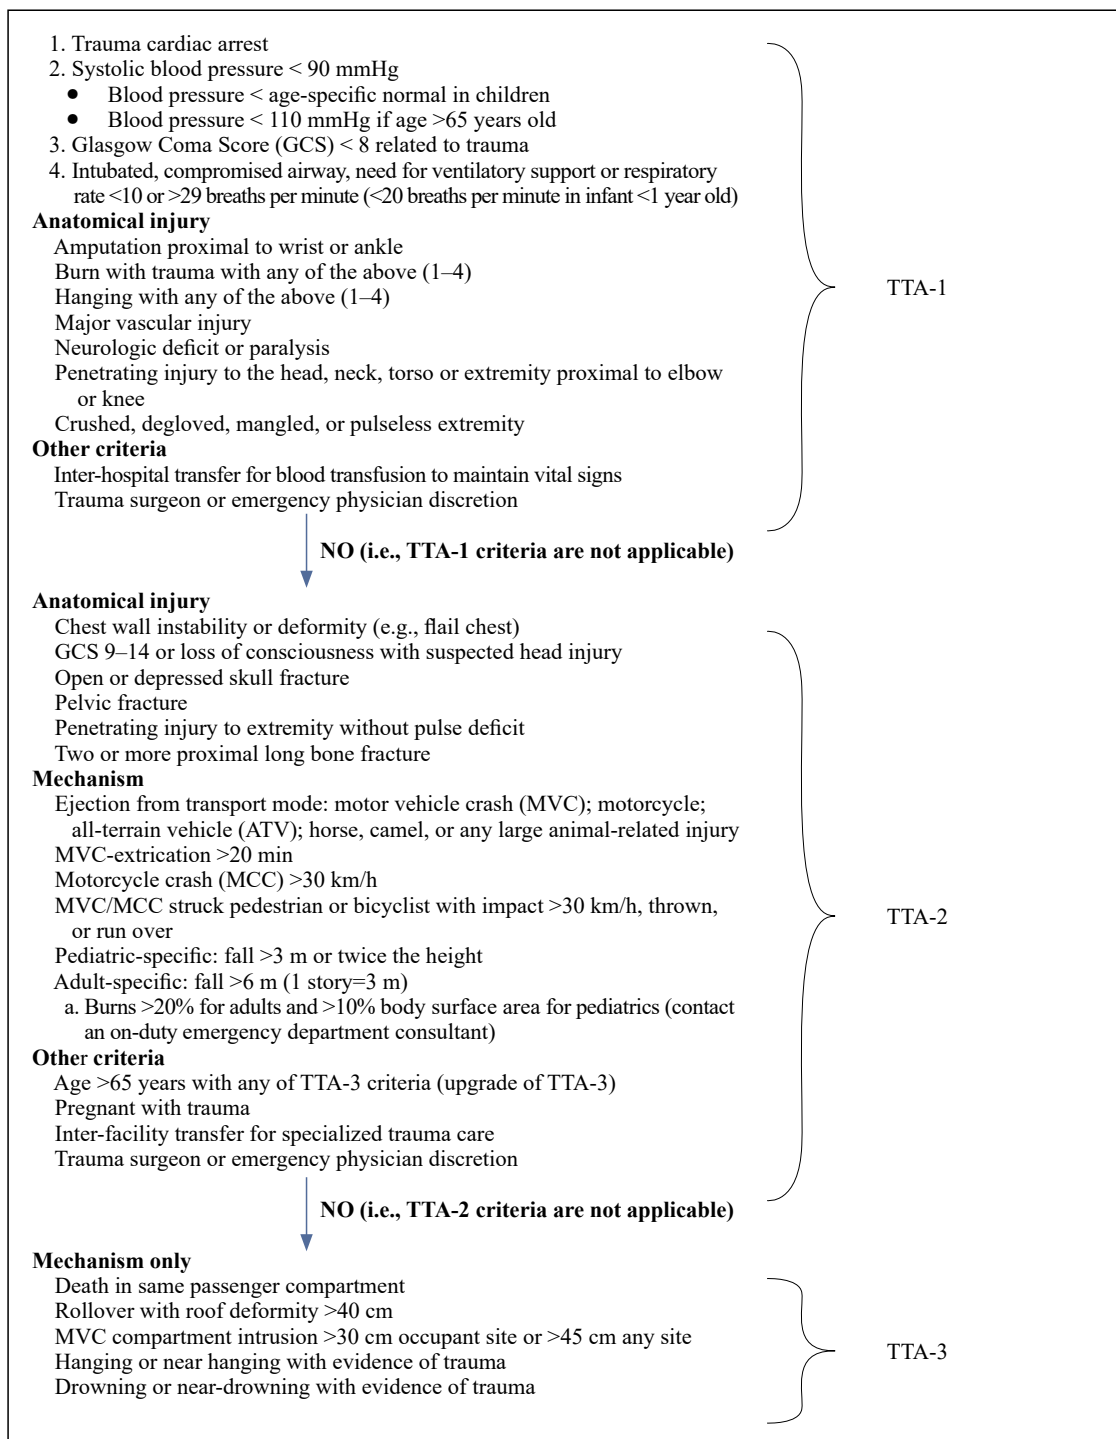 1. Trauma cardiac arrest
2. Systolic blood pressure < 90 mmHg
• Blood pressure < age-specific normal in children
• Blood pressure < 110 mmHg if age >65 years old
3. Glasgow Coma Score (GCS) < 8 related to trauma
4. Intubated, compromised airway, need for ventilatory support or respiratory
rate <10 or >29 breaths per minute (<20 breaths per minute in infant <1 year old)
Anatomical injury
Amputation proximal to wrist or ankle
Burn with trauma with any of the above (1–4)
Hanging with any of the above (1–4)
Major vascular injury
Neurologic deficit or paralysis
Penetrating injury to the head, neck, torso or extremity proximal to elbow
or knee
Crushed, degloved, mangled, or pulseless extremity
Other criteria
Inter-hospital transfer for blood transfusion to maintain vital signs
Trauma surgeon or emergency physician discretion
TTA-1
NO (i.e., TTA-1 criteria are not applicable)
Anatomical injury
Chest wall instability or deformity (e.g., flail chest)
GCS 9–14 or loss of consciousness with suspected head injury
Open or depressed skull fracture
Pelvic fracture
Penetrating injury to extremity without pulse deficit
Two or more proximal long bone fracture
Mechanism
Ejection from transport mode: motor vehicle crash (MVC); motorcycle;
all-terrain vehicle (ATV); horse, camel, or any large animal-related injury
MVC-extrication >20 min
Motorcycle crash (MCC) >30 km/h
MVC/MCC struck pedestrian or bicyclist with impact >30 km/h, thrown,
or run over
Pediatric-specific: fall >3 m or twice the height
Adult-specific: fall >6 m (1 story=3 m)
a. Burns >20% for adults and >10% body surface area for pediatrics (contact
an on-duty emergency department consultant)
Other criteria
Age >65 years with any of TTA-3 criteria (upgrade of TTA-3)
Pregnant with trauma
Inter-facility transfer for specialized trauma care
Trauma surgeon or emergency physician discretion
TTA-2
NO (i.e., TTA-2 criteria are not applicable)
Mechanism only
Death in same passenger compartment
Rollover with roof deformity >40 cm
MVC compartment intrusion >30 cm occupant site or >45 cm any site
Hanging or near hanging with evidence of trauma
Drowning or near-drowning with evidence of trauma
TTA-3